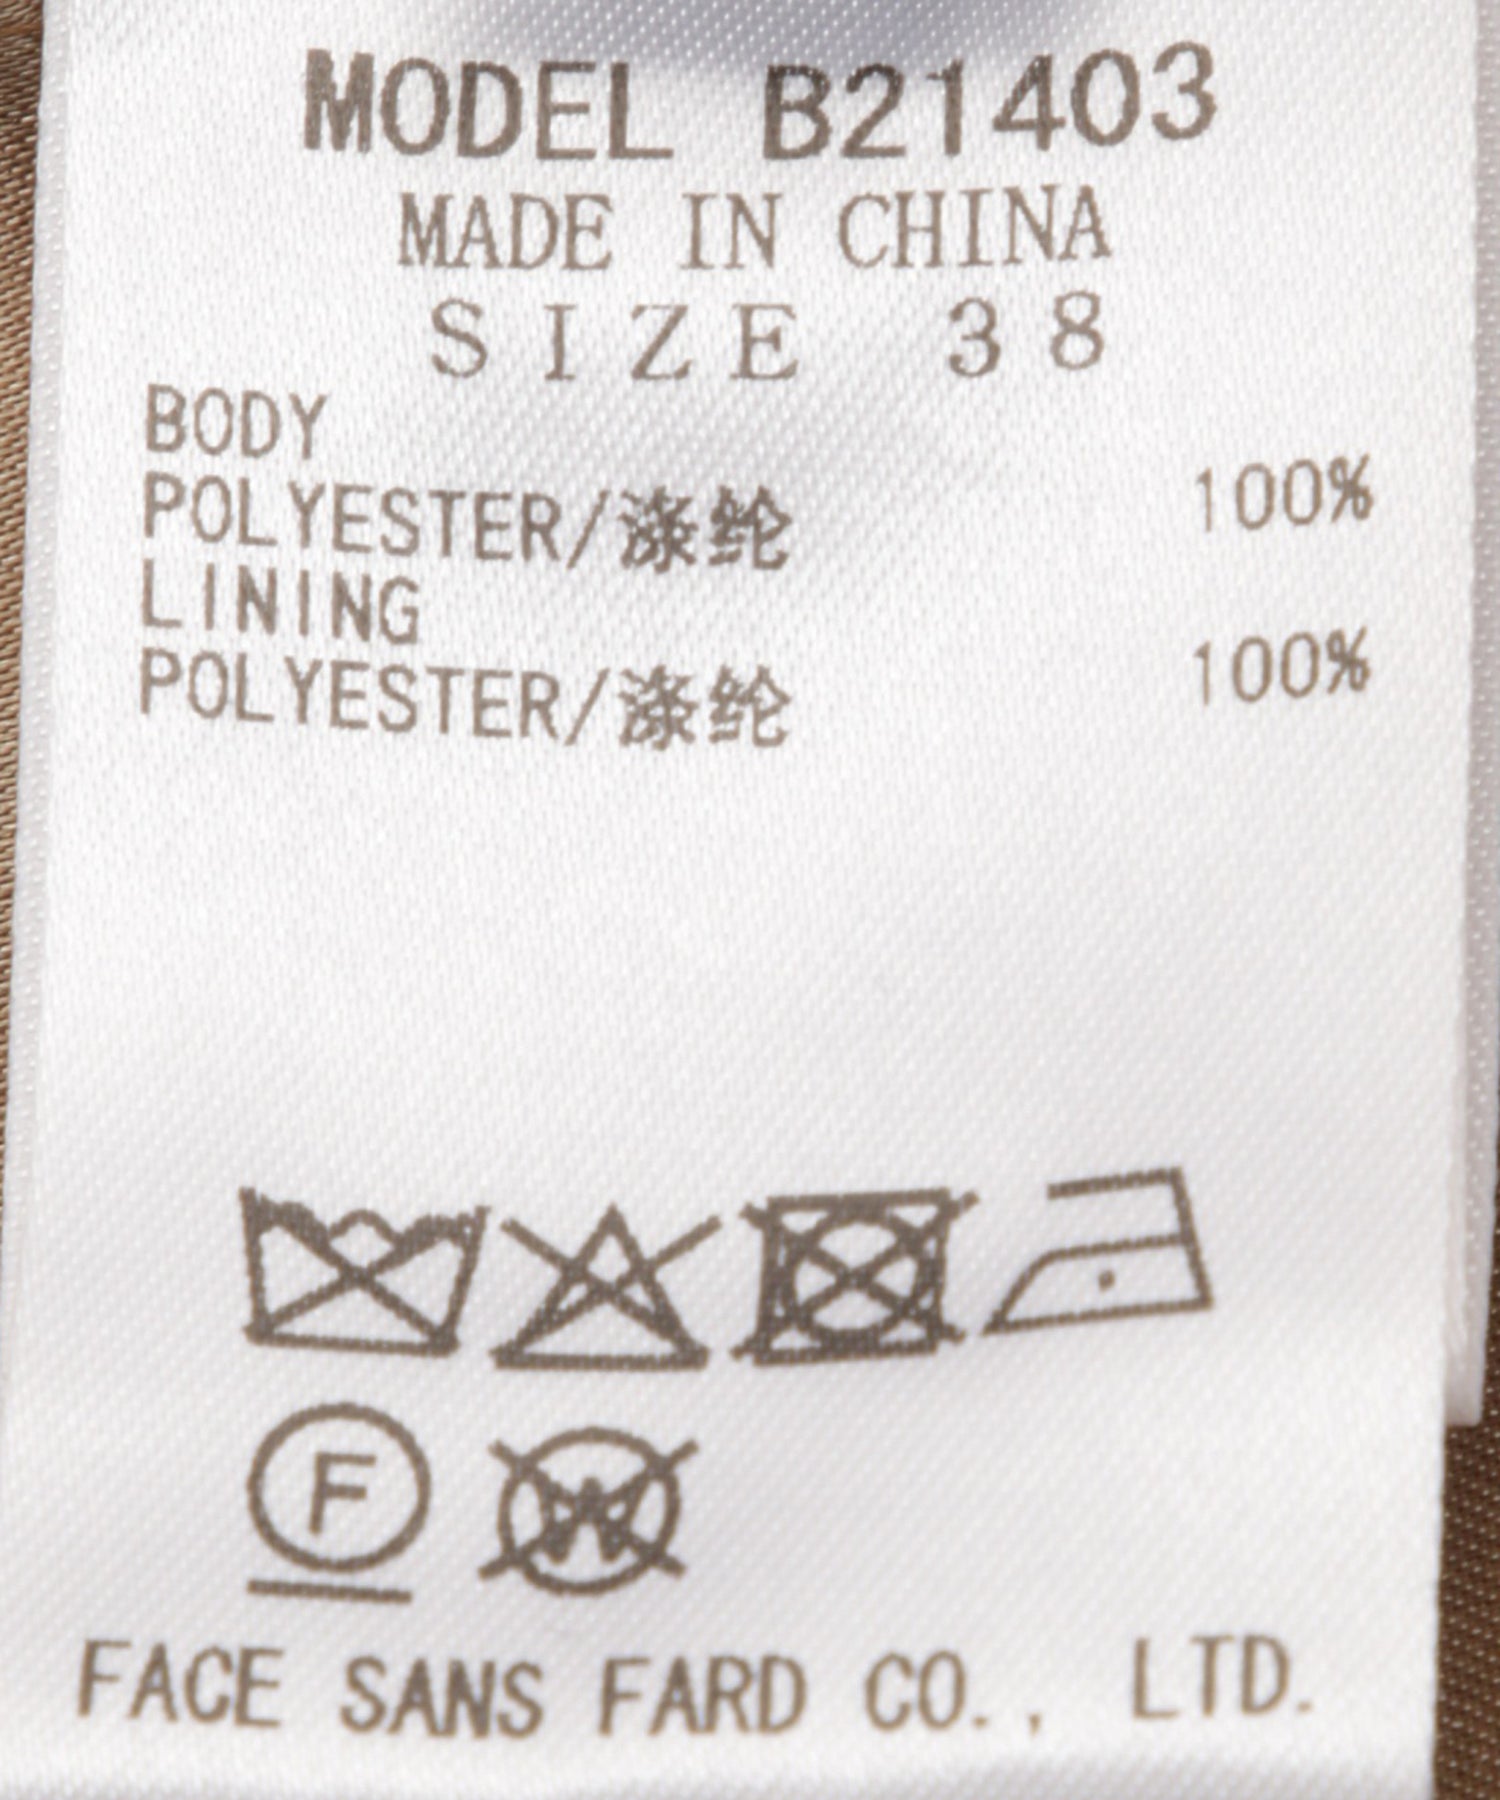 MODEL B21403
MADE IN CHINA
SIZE 38
BODY
POLYESTER/涤纶 100%
LINING
POLYESTER/涤纶 100%
F
W
FACE SANS FARD CO., LTD.